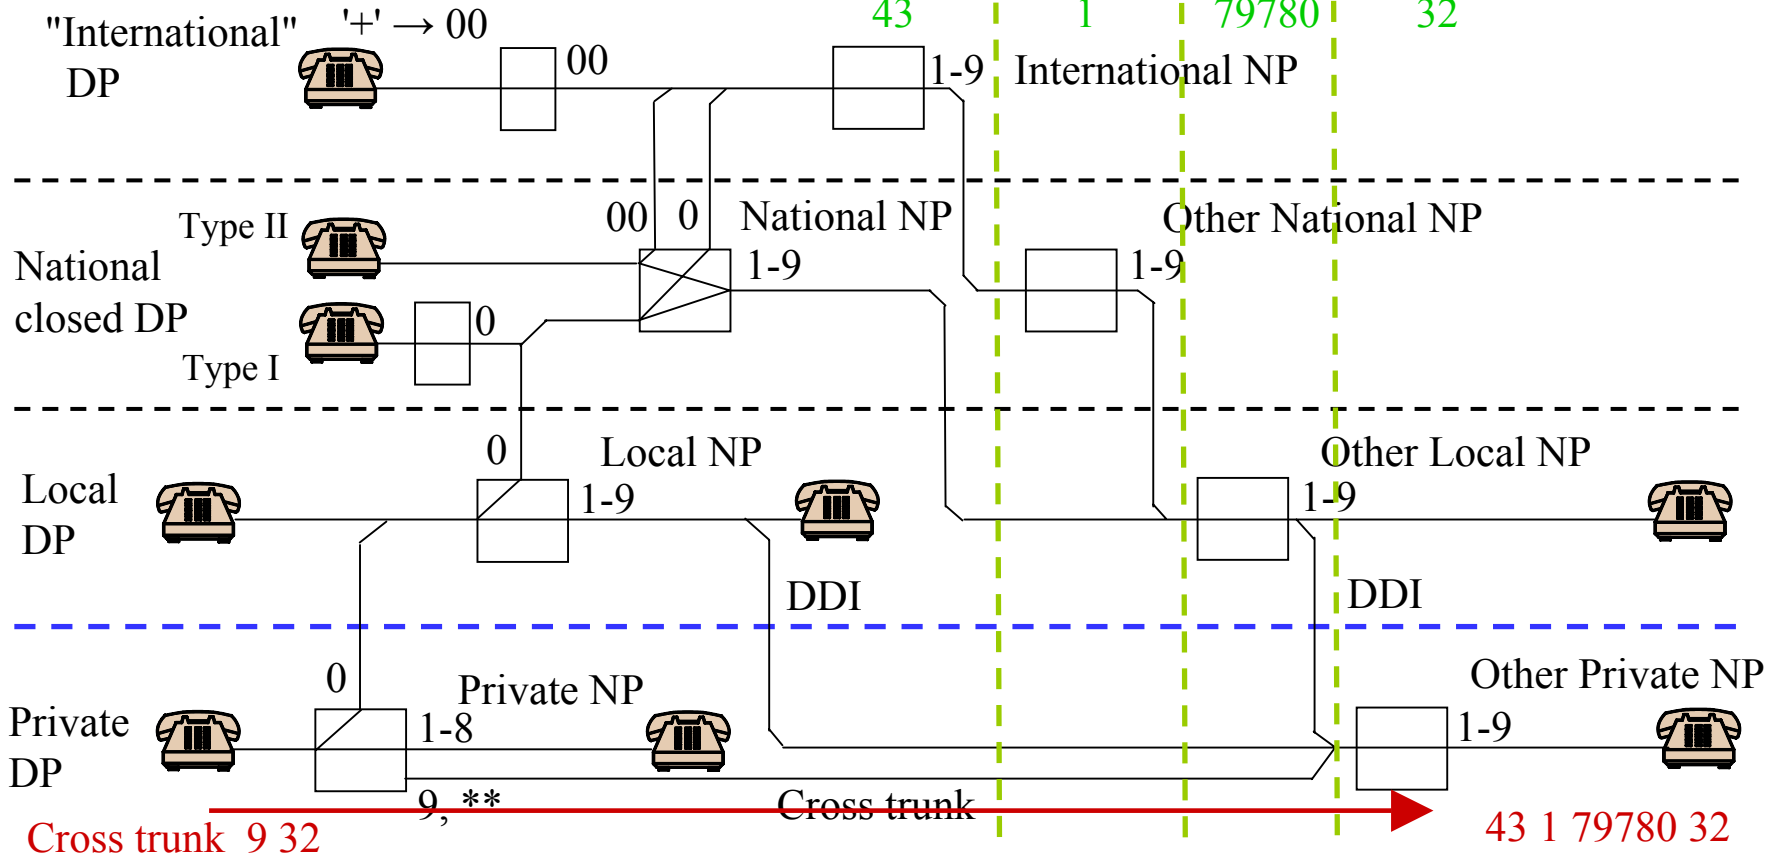 43 1 79780 32
"International" '+' → 00
DP
00
1-9 International NP
Type II
00 0 National NP
Other National NP
National
closed DP
1-9
1-9
0
Type I
0 Local NP
Other Local NP
Local
DP
1-9
1-9
DDI
DDI
0 Private NP
Other Private NP
Private
DP
1-8
1-9
9, ** Cross trunk
Cross trunk 9 32
43 1 79780 32